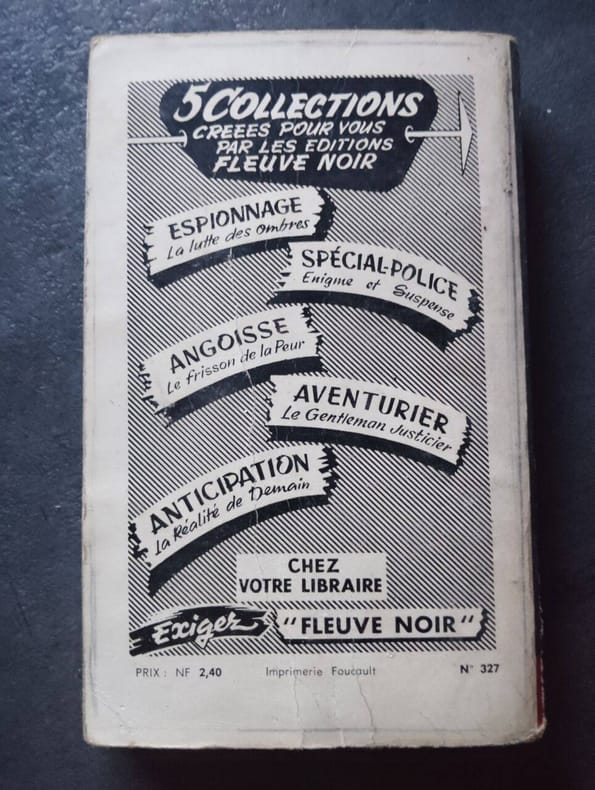 5 COLLECTIONS
CREEES POUR VOUS
PAR LES EDITIONS
FLEUVE NOIR
ESPIONNAGE
La lutte des ombres
SPÉCIAL-POLICE
Enigme et Suspense
ANGOISSE
Le frisson de la Peur
AVENTURIER
Le Gentleman Justicier
ANTICIPATION
La Réalité de Demain
CHEZ
VOTRE LIBRAIRE
Exigez "FLEUVE NOIR"
PRIX : NF 2,40 Imprimerie Foucault N° 327